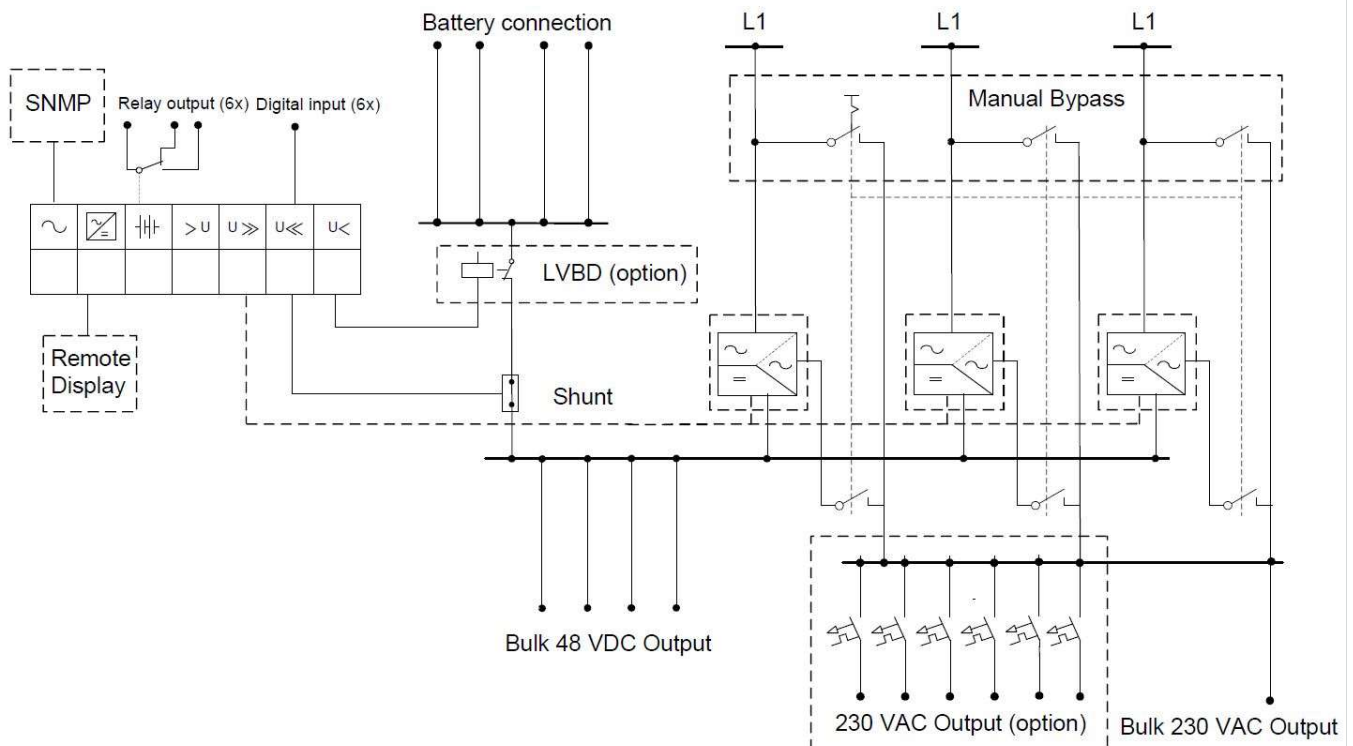 Battery connection
L1
L1
L1
SNMP
Relay output (6x)
Digital input (6x)
Manual Bypass
>U
U≫
U≪
U<
LVBD (option)
Remote
Display
Shunt
Bulk 48 VDC Output
230 VAC Output (option)
Bulk 230 VAC Output